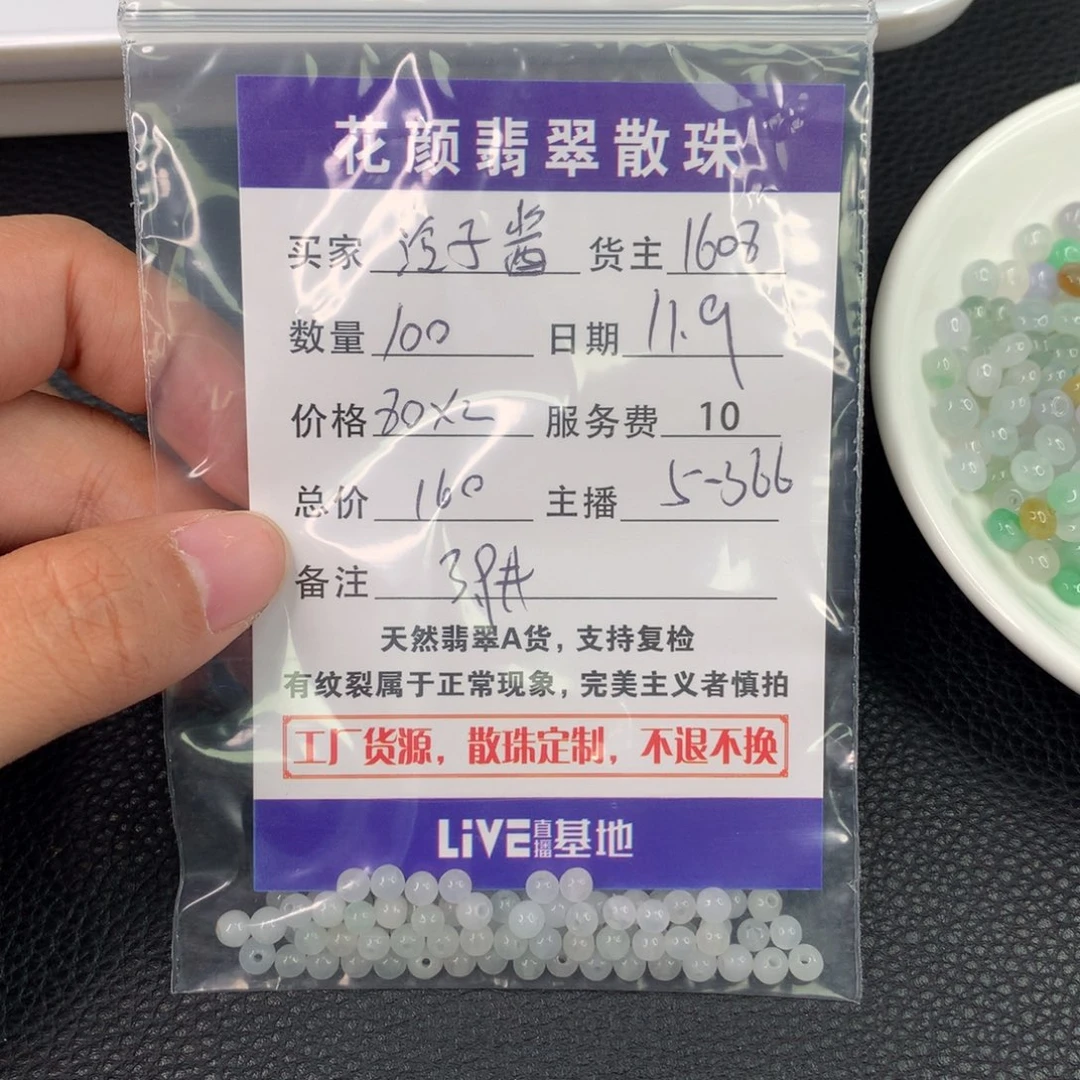 花颜翡翠散珠
买家 子酱 货主 1608
数量 100 日期 11.9
价格 80×2 服务费 10
总价 160 主播 5-366
备注
天然翡翠A货，支持复检
有纹裂属于正常现象，完美主义者慎拍
工厂货源，散珠定制，不退不换
LiVE直播基地